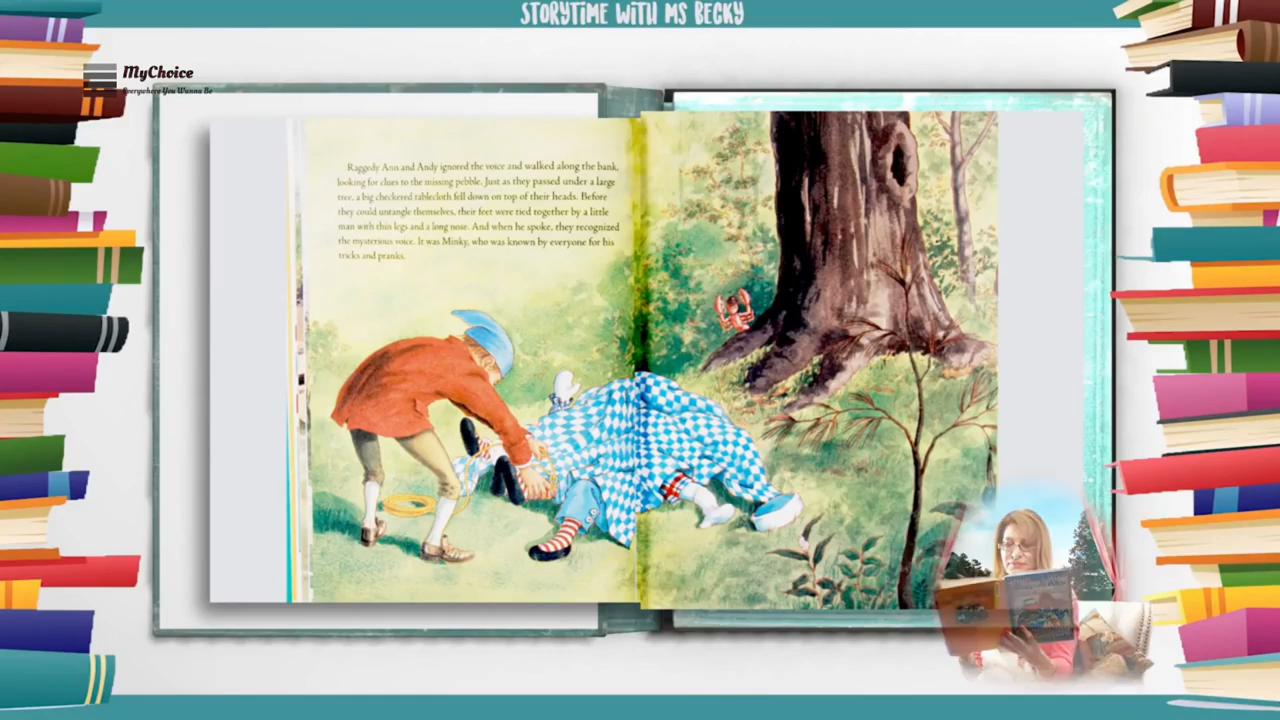 STORYTIME WITH MS BECKY
MyChoice
Everywhere You Wanna Be
Raggedy Ann and Andy ignored the voice and walked along the bank,
looking for clues to the missing pebble. Just as they passed under a large
tree, a big checkered tablecloth fell down on top of their heads. Before
they could untangle themselves, their feet were tied together by a little
man with thin legs and a long nose. And when he spoke, they recognized
the mysterious voice. It was Minky, who was known by everyone for his
tricks and pranks.